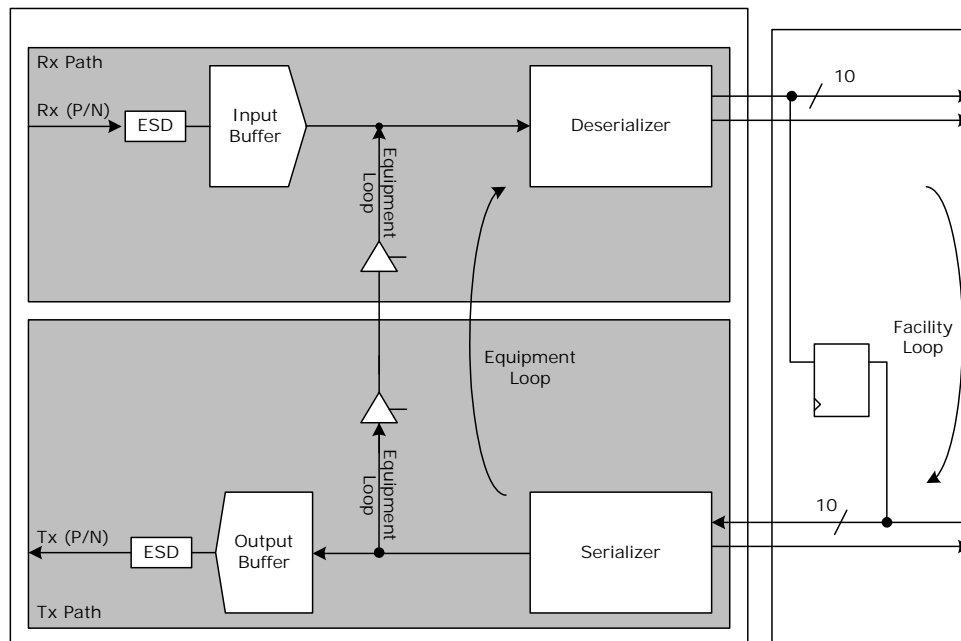 Rx Path
10
Rx (P/N)
ESD
Input
Buffer
Deserializer
Equipment
Loop
Equipment
Loop
Facility
Loop
Equipment
Loop
10
Tx (P/N)
ESD
Output
Buffer
Serializer
Tx Path